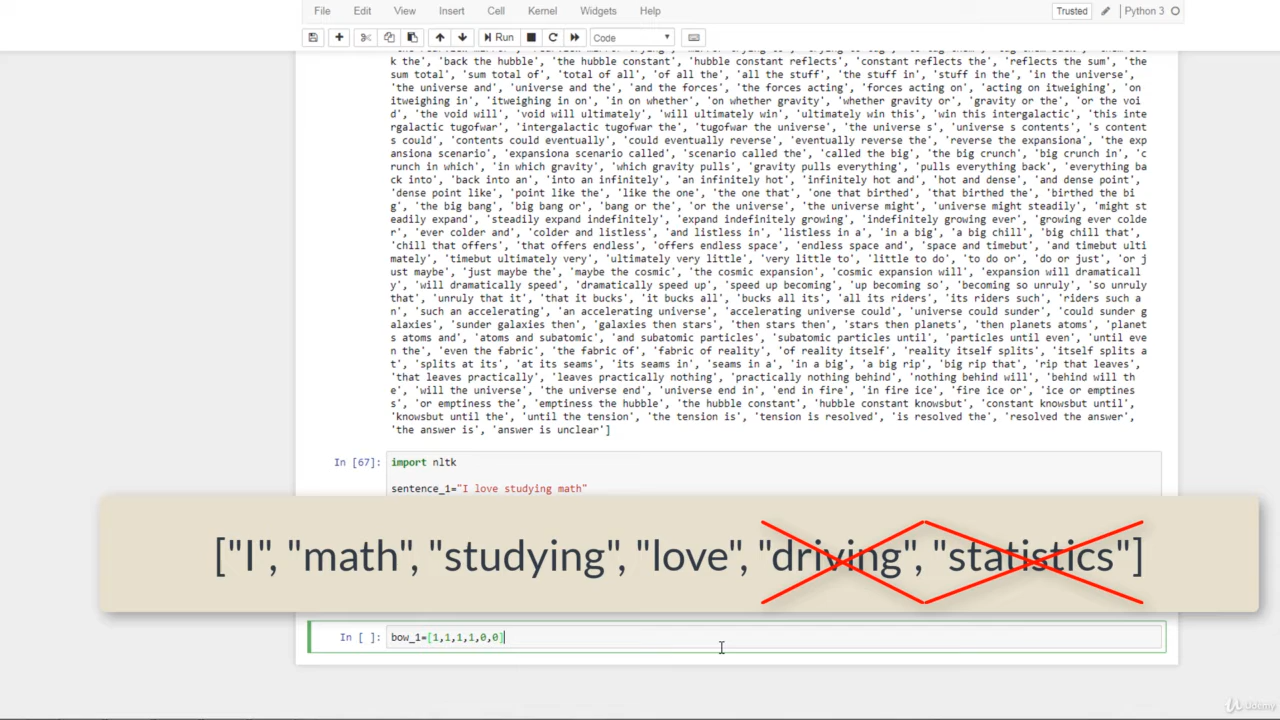 File Edit View Insert Cell Kernel Widgets Help Trusted Python 3
Run Code
k the', 'back the hubble', 'the hubble constant', 'hubble constant reflects', 'constant reflects the', 'reflects the sum', 'the
sum total', 'sum total of', 'total of all', 'of all the', 'all the stuff', 'the stuff in', 'stuff in the', 'in the universe',
'the universe and', 'universe and the', 'and the forces', 'the forces acting', 'forces acting on', 'acting on itweighing', 'on
itweighing in', 'itweighing in on', 'in on whether', 'on whether gravity', 'whether gravity or', 'gravity or the', 'or the voi
d', 'the void will', 'void will ultimately', 'will ultimately win', 'ultimately win this', 'win this intergalactic', 'this inte
rgalactic tugofwar', 'intergalactic tugofwar the', 'tugofwar the universe', 'the universe s', 'universe s contents', 's content
s could', 'contents could eventually', 'could eventually reverse', 'eventually reverse the', 'reverse the expansiona', 'the exp
ansiona scenario', 'expansiona scenario called', 'scenario called the', 'called the big', 'the big crunch', 'big crunch in', 'c
runch in which', 'in which gravity', 'which gravity pulls', 'gravity pulls everything', 'pulls everything back', 'everything ba
ck into', 'back into an', 'into an infinitely', 'an infinitely hot', 'infinitely hot and', 'hot and dense', 'and dense point',
'dense point like', 'point like the', 'like the one', 'the one that', 'one that birthed', 'that birthed the', 'birthed the bi
g', 'the big bang', 'big bang or', 'bang or the', 'or the universe', 'the universe might', 'universe might steadily', 'might st
eadily expand', 'steadily expand indefinitely', 'expand indefinitely growing', 'indefinitely growing ever', 'growing ever colde
r', 'ever colder and', 'colder and listless', 'and listless in', 'listless in a', 'in a big', 'a big chill', 'big chill that',
'chill that offers', 'that offers endless', 'offers endless space', 'endless space and', 'space and timebut', 'and timebut ulti
mately', 'timebut ultimately very', 'ultimately very little', 'very little to', 'little to do', 'to do or', 'do or just', 'or j
ust maybe', 'just maybe the', 'maybe the cosmic', 'the cosmic expansion', 'cosmic expansion will', 'expansion will dramaticall
y', 'will dramatically speed', 'dramatically speed up', 'speed up becoming', 'up becoming so', 'becoming so unruly', 'so unruly
that', 'unruly that it', 'that it bucks', 'it bucks all', 'bucks all its', 'all its riders', 'its riders such', 'riders such a
n', 'such an accelerating', 'an accelerating universe', 'accelerating universe could', 'universe could sunder', 'could sunder g
alaxies', 'sunder galaxies then', 'galaxies then stars', 'then stars then', 'stars then planets', 'then planets atoms', 'planet
s atoms and', 'atoms and subatomic', 'and subatomic particles', 'subatomic particles until', 'particles until even', 'until eve
n the', 'even the fabric', 'the fabric of', 'fabric of reality', 'of reality itself', 'reality itself splits', 'itself splits a
t', 'splits at its', 'at its seams', 'its seams in', 'seams in a', 'in a big', 'a big rip', 'big rip that', 'rip that leaves',
'that leaves practically', 'leaves practically nothing', 'practically nothing behind', 'nothing behind will', 'behind will th
e', 'will the universe', 'the universe end', 'universe end in', 'end in fire', 'in fire ice', 'fire ice or', 'ice or emptines
s', 'or emptiness the', 'emptiness the hubble', 'the hubble constant', 'hubble constant knowsbut', 'constant knowsbut until',
'knowsbut until the', 'until the tension', 'the tension is', 'tension is resolved', 'is resolved the', 'resolved the answer',
'the answer is', 'answer is unclear']
In [67]: import nltk
sentence_1="I love studying math"
["I", "math", "studying", "love", "driving", "statistics"]
In [ ]: bow_1=[1,1,1,1,0,0]
Udemy